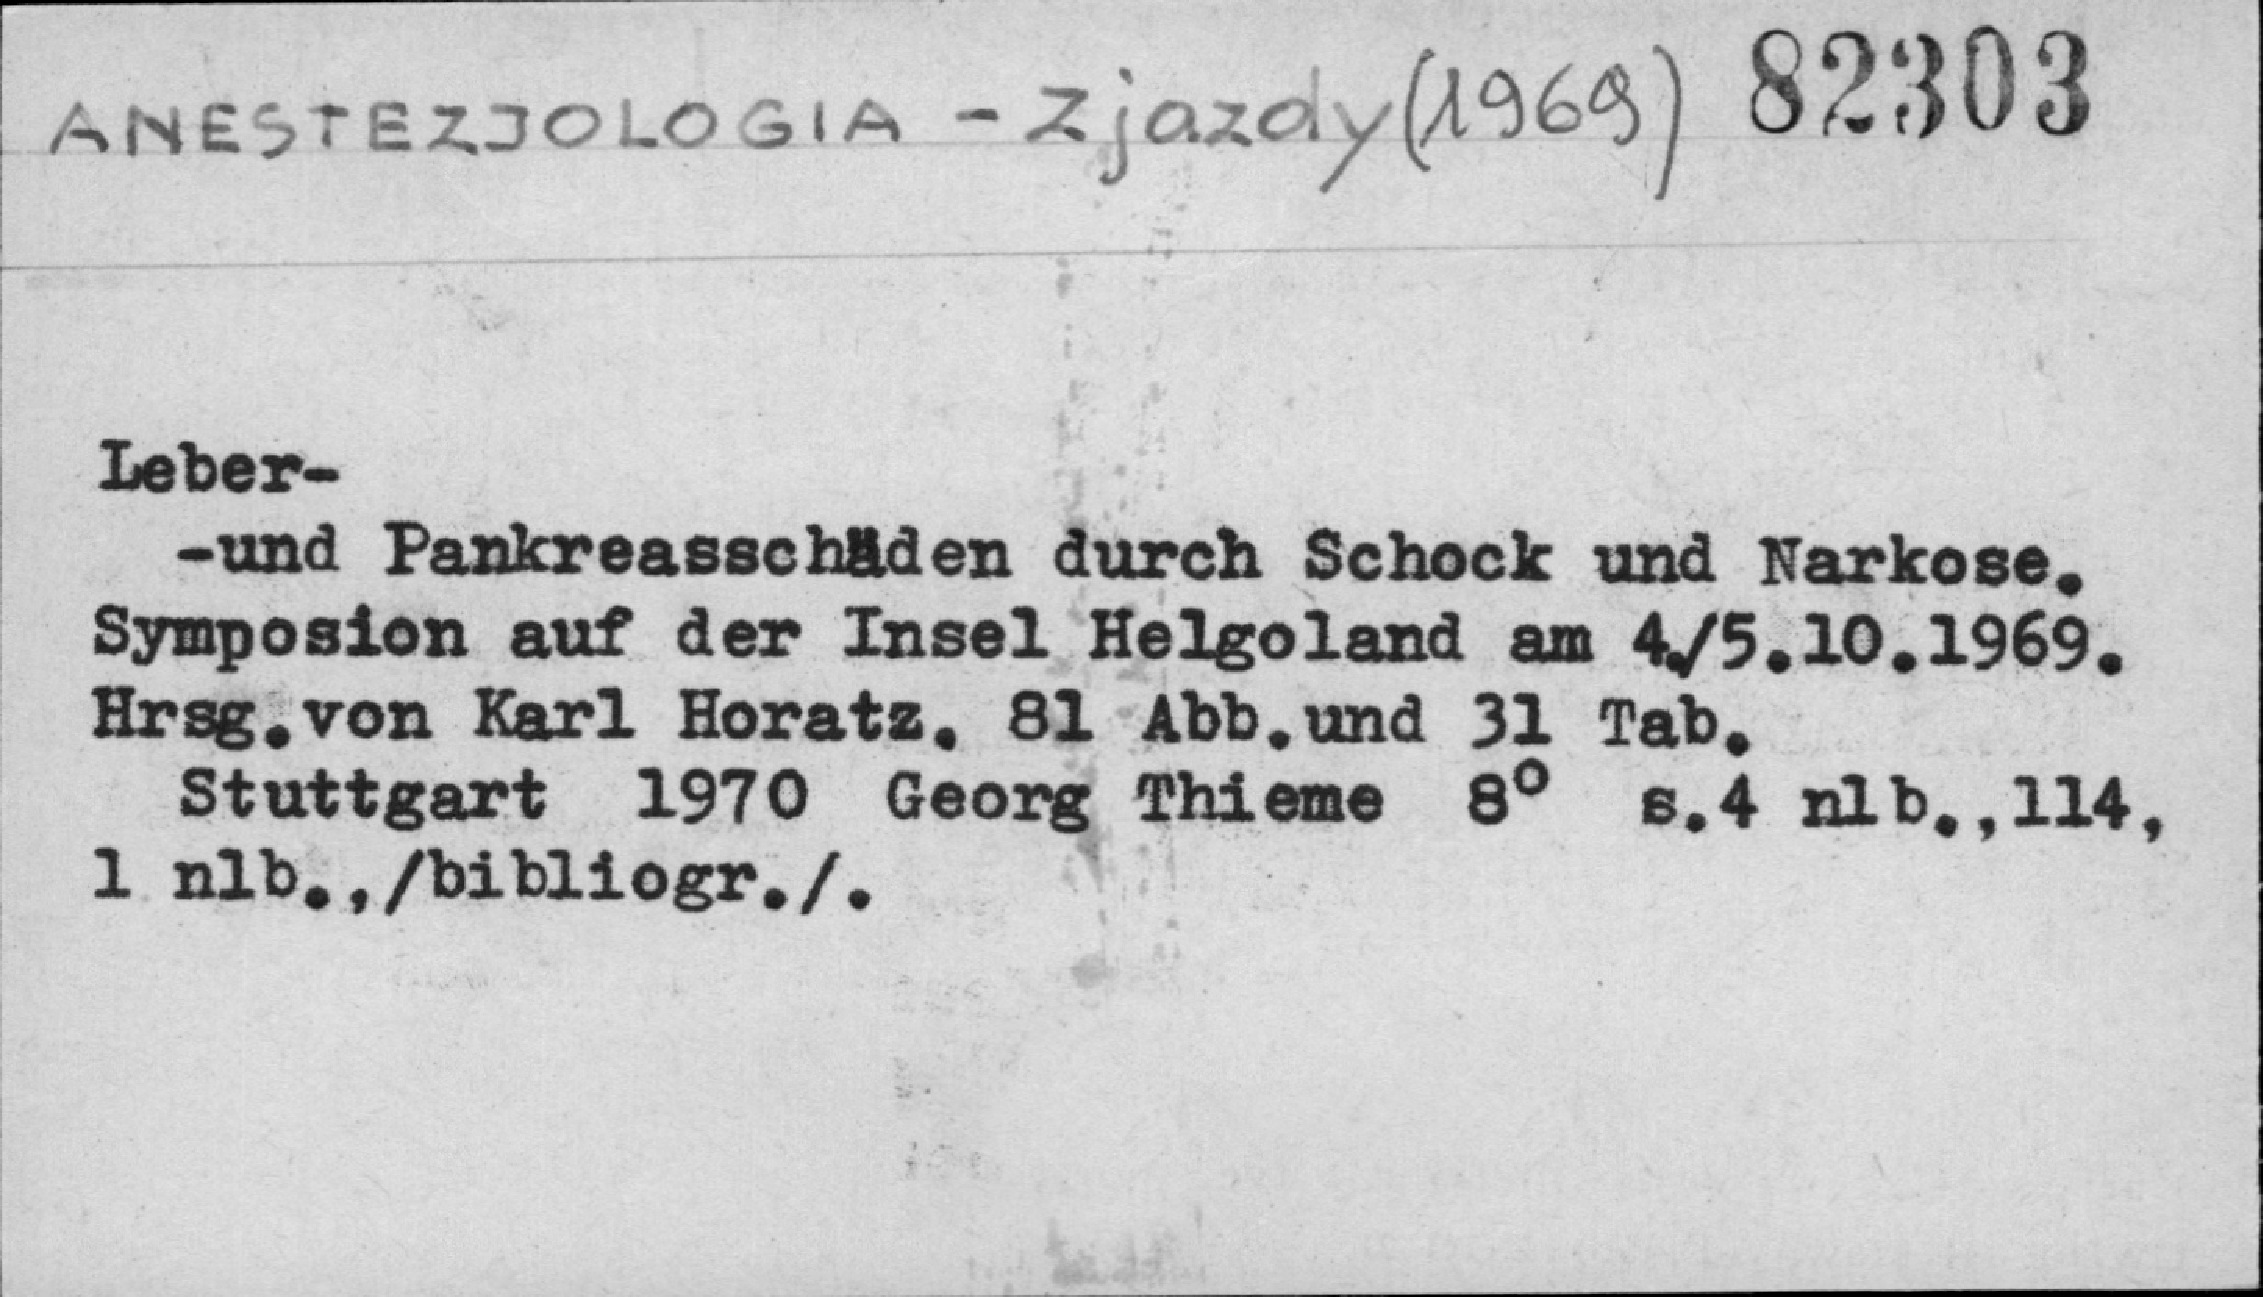 ANESTEZJOLOGIA - Zjazdy (1969) 82303
Leber-
-und Pankreasschäden durch Schock und Narkose.
Symposion auf der Insel Helgoland am 4./5.10.1969.
Hrsg.von Karl Horatz. 81 Abb.und 31 Tab.
Stuttgart 1970 Georg Thieme 8° s.4 nlb.,114,
1 nlb.,/bibliogr./.